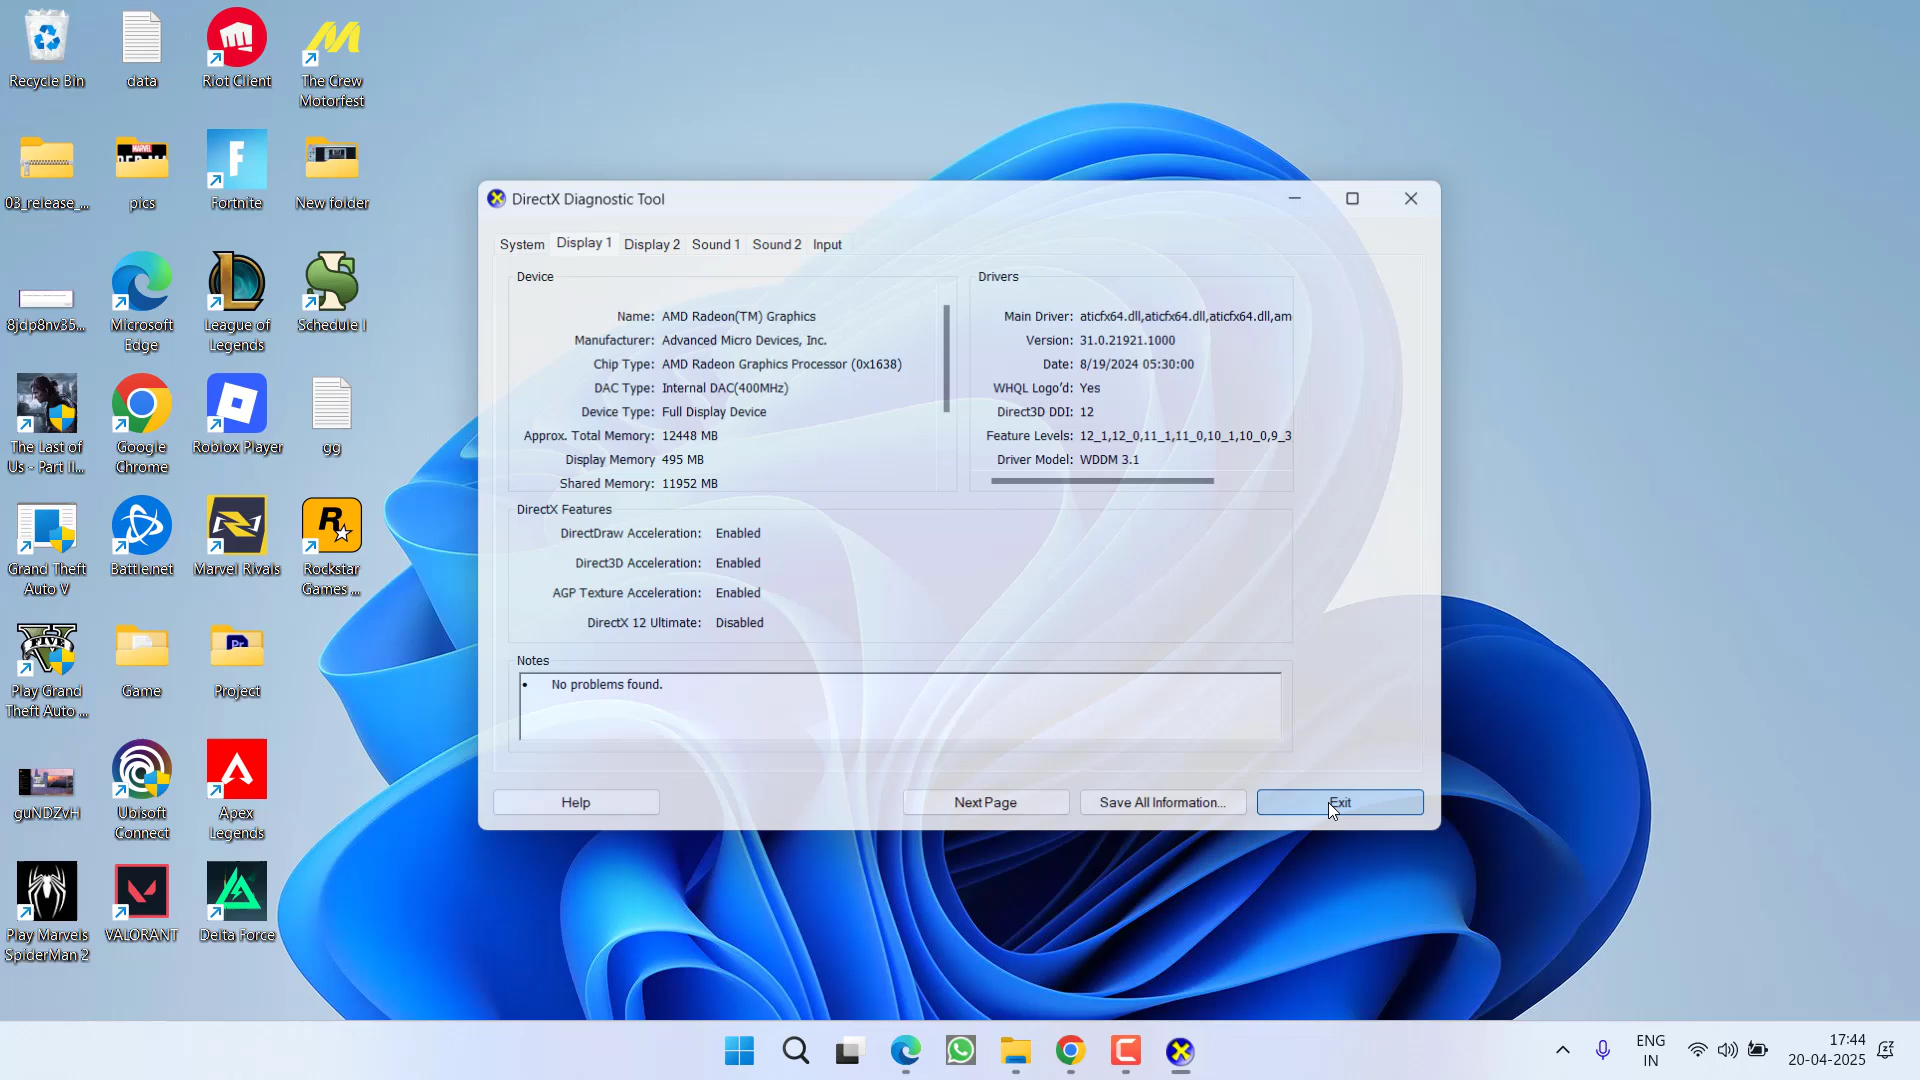 Recycle Bin
data
Riot Client
The Crew
Motorfest
03_release_...
pics
Fortnite
New folder
8jdp8nv35...
Microsoft
Edge
League of
Legends
Schedule I
The Last of
Us - Part II...
Google
Chrome
Roblox Player
gg
Grand Theft
Auto V
Battle.net
Marvel Rivals
Rockstar
Games ...
Play Grand
Theft Auto ...
Game
Project
guNDZvH
Ubisoft
Connect
Apex
Legends
Play Marvels
SpiderMan 2
VALORANT
Delta Force
DirectX Diagnostic Tool
System
Display 1
Display 2
Sound 1
Sound 2
Input
Device
Name: AMD Radeon(TM) Graphics
Manufacturer: Advanced Micro Devices, Inc.
Chip Type: AMD Radeon Graphics Processor (0x1638)
DAC Type: Internal DAC(400MHz)
Device Type: Full Display Device
Approx. Total Memory: 12448 MB
Display Memory 495 MB
Shared Memory: 11952 MB
Drivers
Main Driver: aticfx64.dll,aticfx64.dll,aticfx64.dll,am
Version: 31.0.21921.1000
Date: 8/19/2024 05:30:00
WHQL Logo'd: Yes
Direct3D DDI: 12
Feature Levels: 12_1,12_0,11_1,11_0,10_1,10_0,9_3
Driver Model: WDDM 3.1
DirectX Features
DirectDraw Acceleration: Enabled
Direct3D Acceleration: Enabled
AGP Texture Acceleration: Enabled
DirectX 12 Ultimate: Disabled
Notes
• No problems found.
Help
Next Page
Save All Information...
Exit
ENG
IN
17:44
20-04-2025